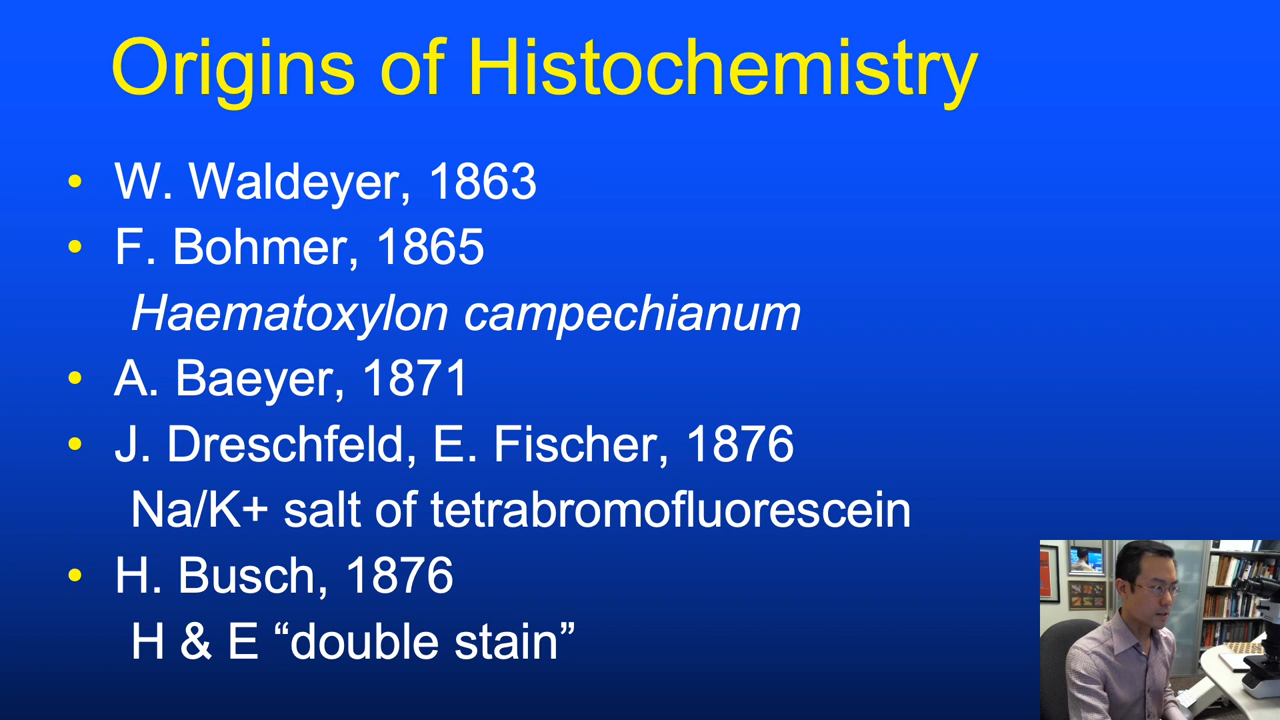 Origins of Histochemistry
• W. Waldeyer, 1863
• F. Bohmer, 1865
Haematoxylon campechianum
• A. Baeyer, 1871
• J. Dreschfeld, E. Fischer, 1876
Na/K+ salt of tetrabromofluorescein
• H. Busch, 1876
H & E “double stain”